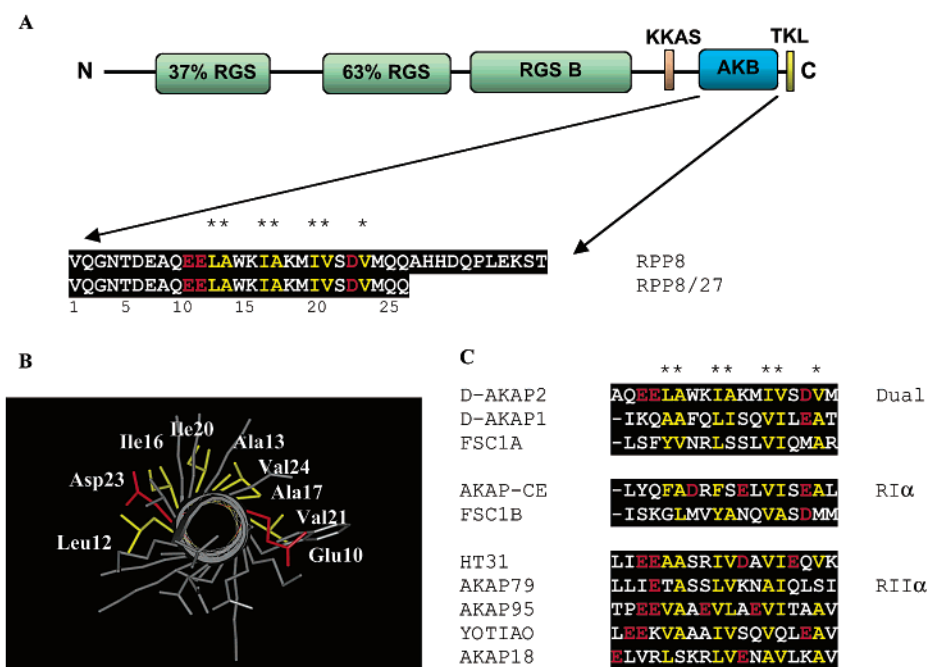 A
KKAS TKL
N 37% RGS 63% RGS RGS B AKB C
** ** ** *
VQGNTDEAQEELAWKIAKMIVSDVMQQAHHDQPLEKST RPP8
VQGNTDEAQEELAWKIAKMIVSDVMQQ RPP8/27
1 5 10 15 20 25
B
Ile20
Ile16 Ala13
Asp23 Val24
Ala17
Val21
Leu12 Glu10
C
** ** ** *
D-AKAP2 AQEELAWKIAKMIVSDVM Dual
D-AKAP1 -IKQAAFQLISQVILEAT
FSC1A -LSFYVNRLSSLVIQMAR
AKAP-CE -LYQFADRFSELVISEAL RIα
FSC1B -ISKGLMVYANQVASDMM
HT31 LIEEAASRIVDAVIEQVK
AKAP79 LLIETASSLVKNAIQLSI RIIα
AKAP95 TPEEVAAEVLAEVITAAV
YOTIAO LEEKVAAAIVSQVQLEAV
AKAP18 ELVRLSKRLVENAVLKAV